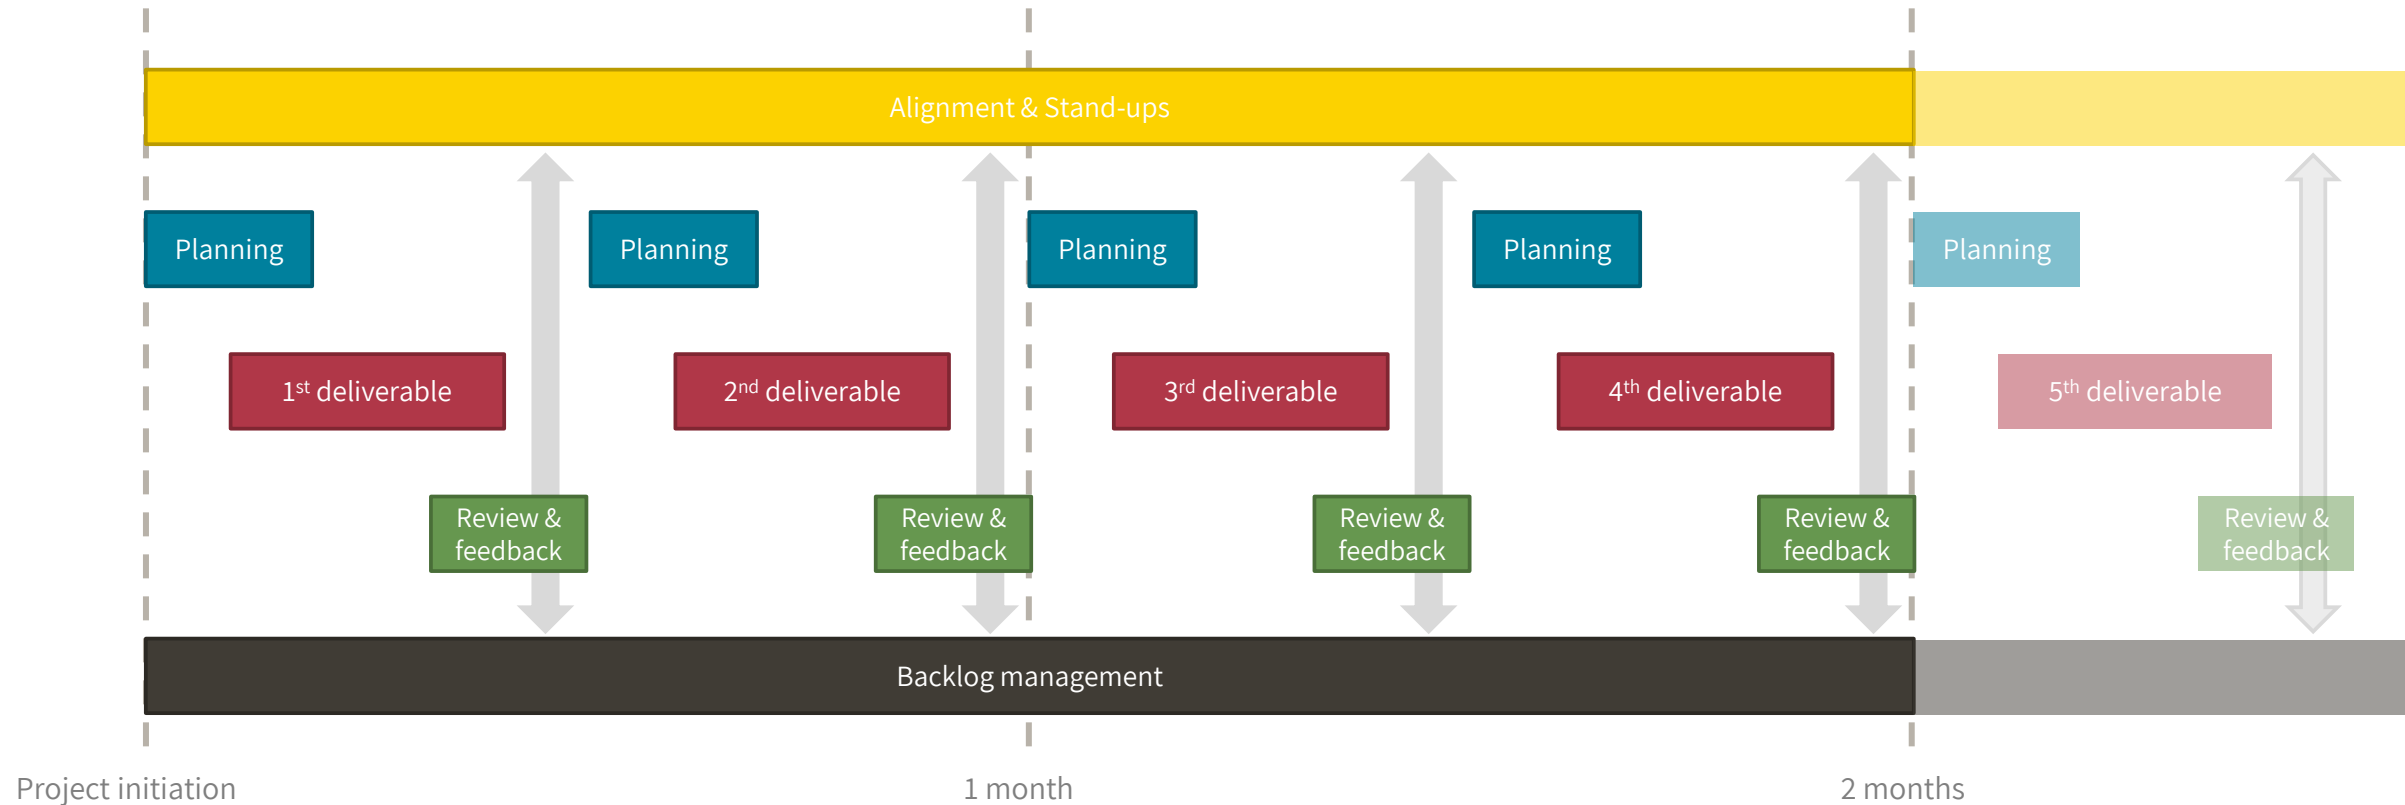 Alignment & Stand-ups
Planning
Planning
Planning
Planning
Planning
1st deliverable
2nd deliverable
3rd deliverable
4th deliverable
5th deliverable
Review &
feedback
Review &
feedback
Review &
feedback
Review &
feedback
Review &
feedback
Backlog management
Project initiation
1 month
2 months